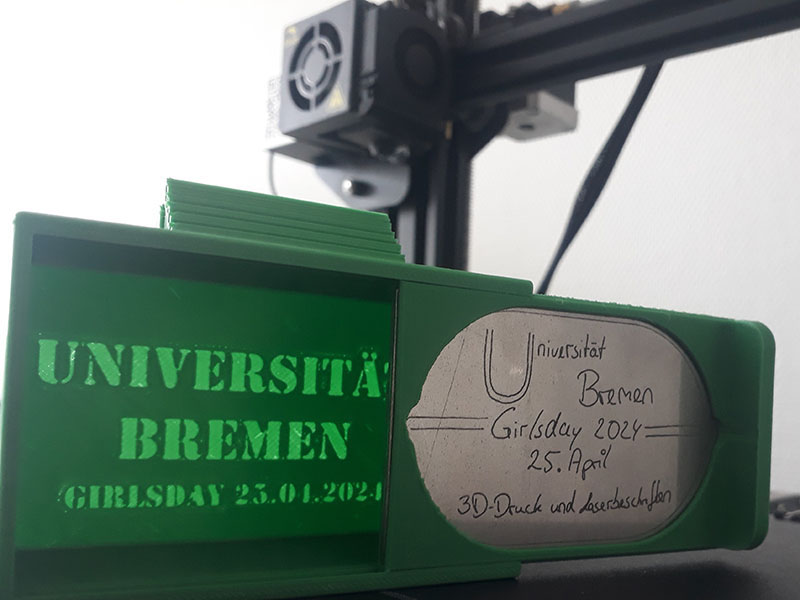 UNIVERSITÄ
BREMEN
GIRLSDAY 25.04.2024
Universität
Bremen
Girlsday 2024
25. April
3D-Druck und Laserbeschriften